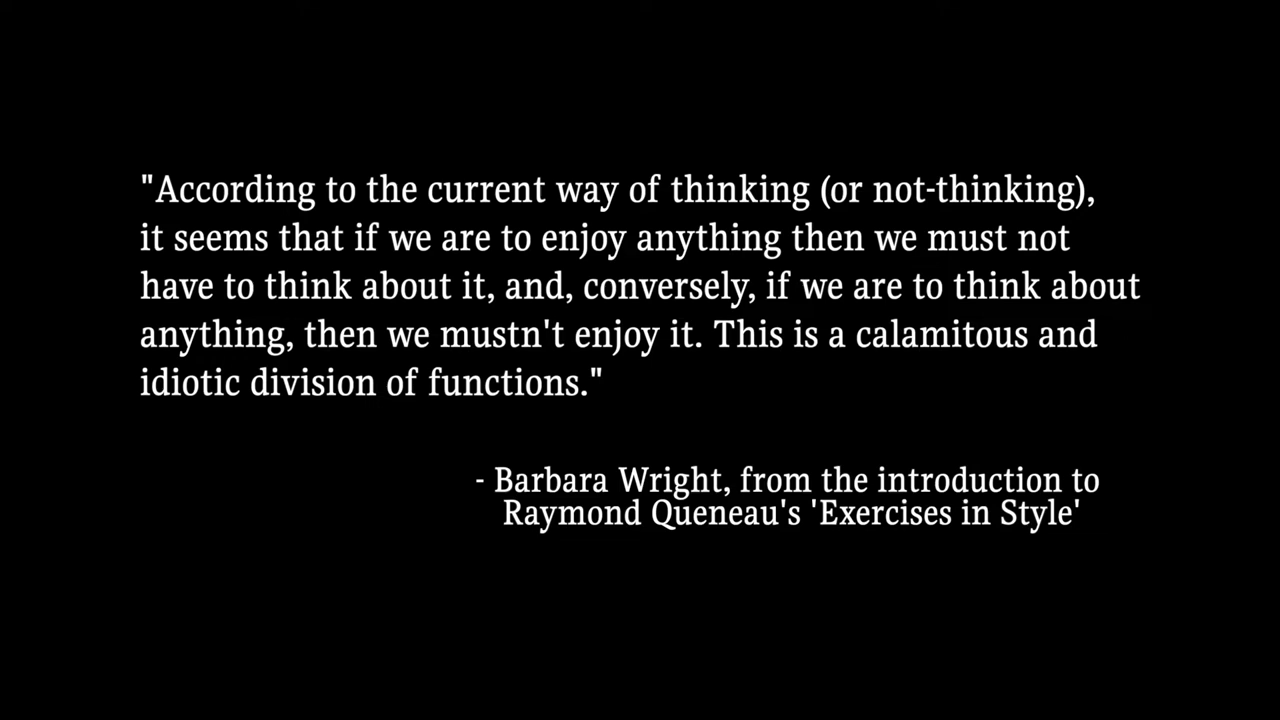 "According to the current way of thinking (or not-thinking),
it seems that if we are to enjoy anything then we must not
have to think about it, and, conversely, if we are to think about
anything, then we mustn't enjoy it. This is a calamitous and
idiotic division of functions."
- Barbara Wright, from the introduction to
Raymond Queneau's 'Exercises in Style'